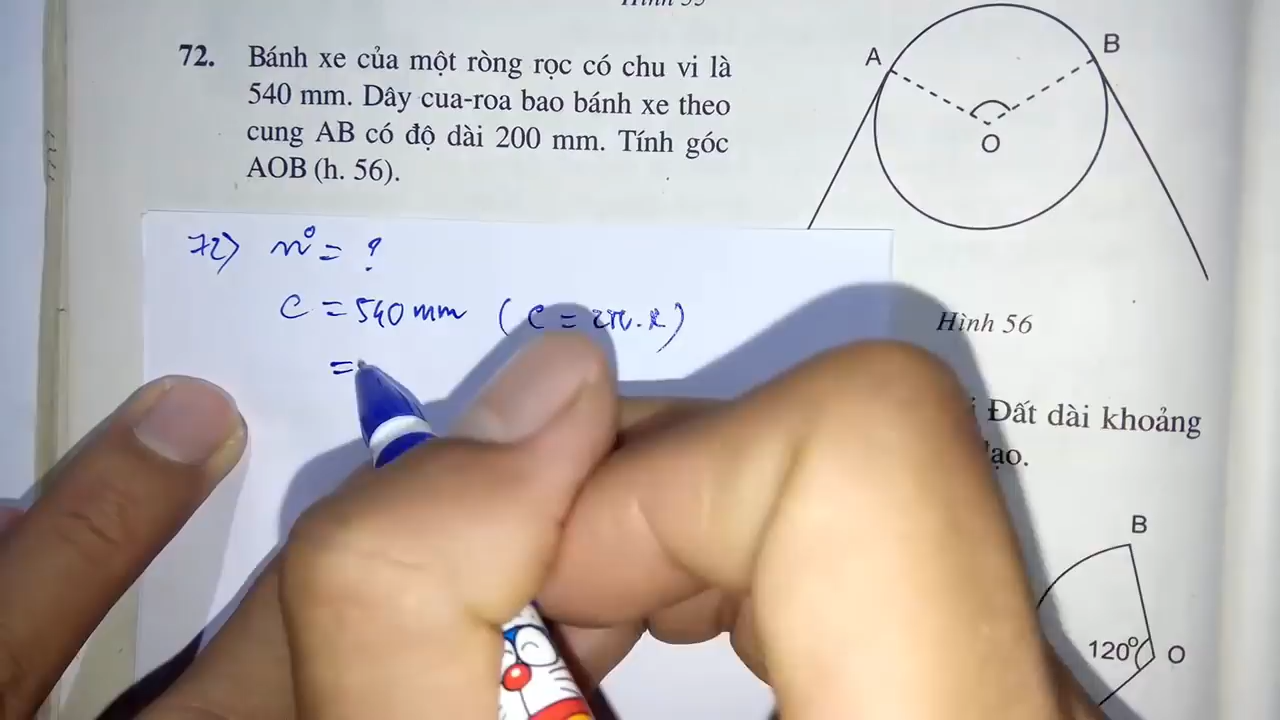 72. Bánh xe của một ròng rọc có chu vi là
540 mm. Dây cua-roa bao bánh xe theo
cung AB có độ dài 200 mm. Tính góc
AOB (h. 56).
A
B
O
Hình 56
72) n° = ?
C = 540 mm (C = 2π.R)
=
Đất dài khoảng
đạo.
B
120° O